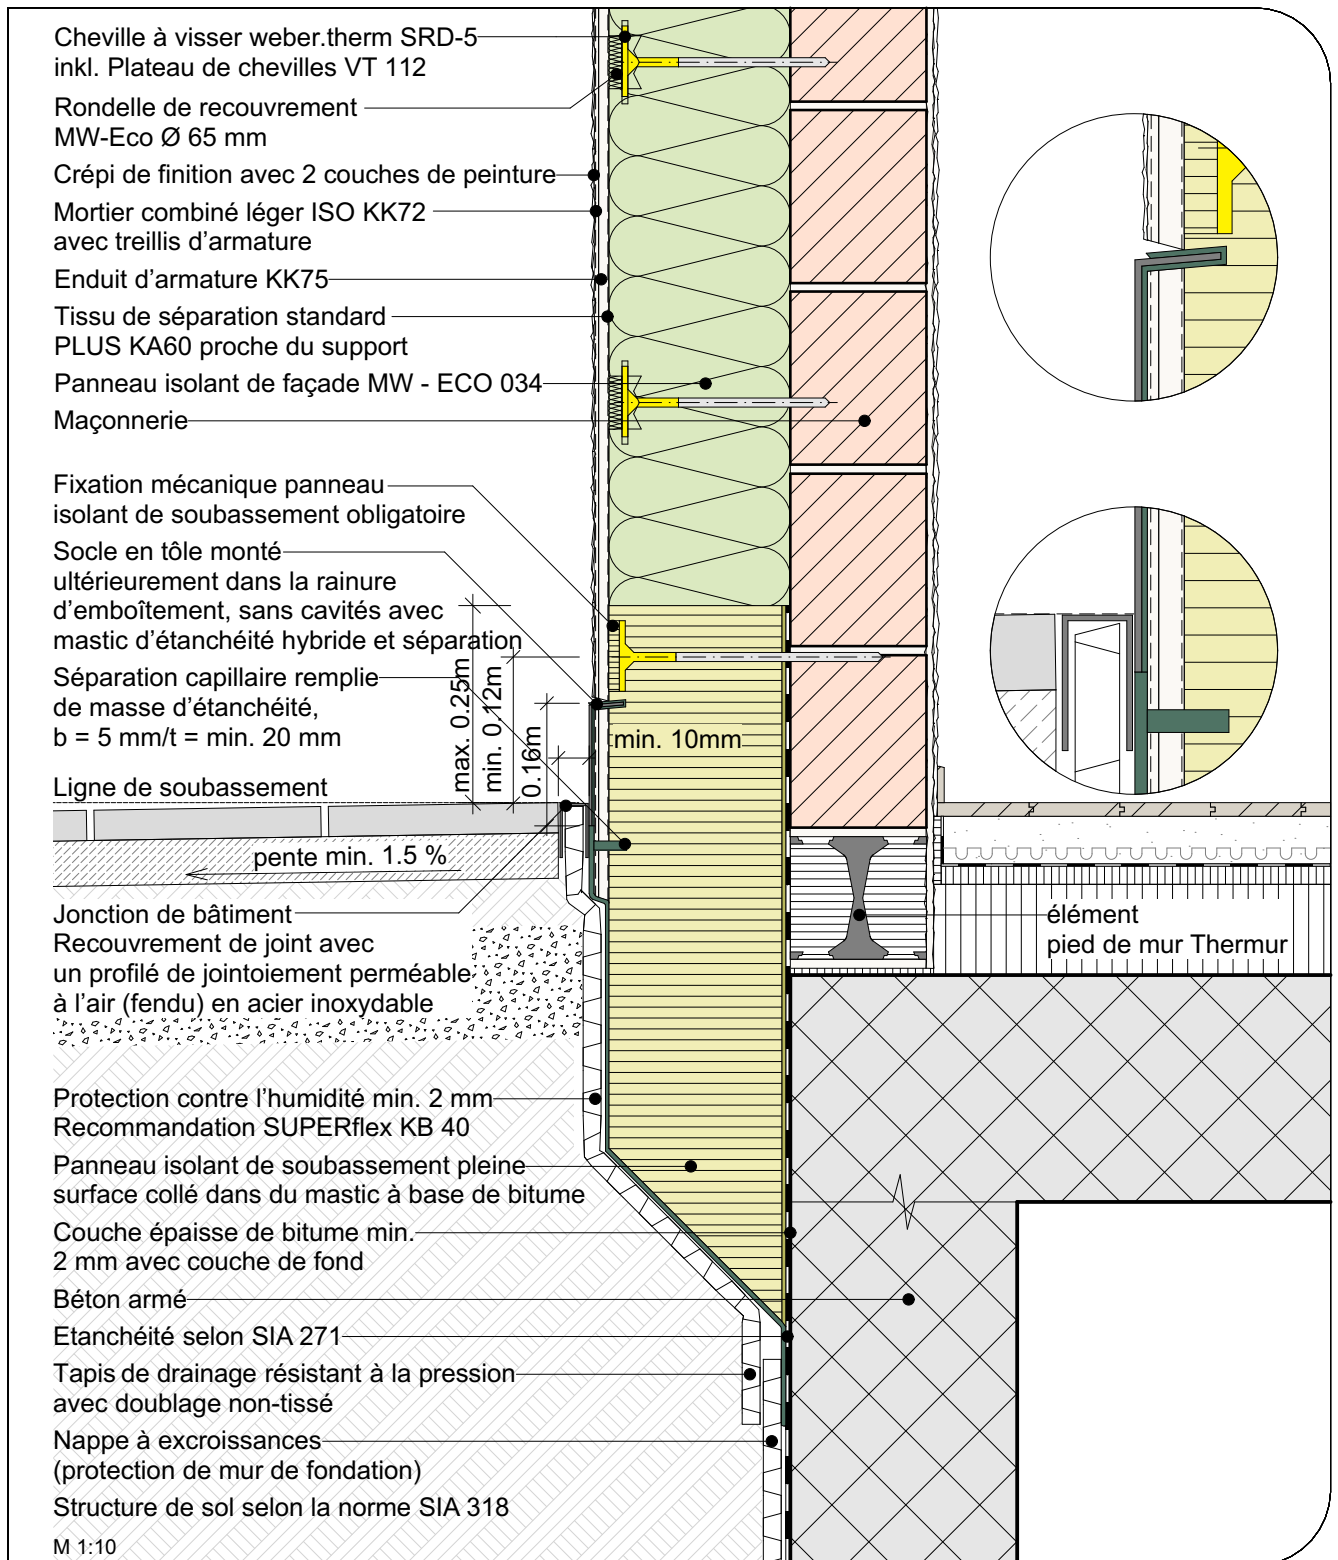 Cheville à visser weber.therm SRD-5
inkl. Plateau de chevilles VT 112
Rondelle de recouvrement
MW-Eco Ø 65 mm
Crépi de finition avec 2 couches de peinture
Mortier combiné léger ISO KK72
avec treillis d'armature
Enduit d'armature KK75
Tissu de séparation standard
PLUS KA60 proche du support
Panneau isolant de façade MW - ECO 034
Maçonnerie
Fixation mécanique panneau
isolant de soubassement obligatoire
Socle en tôle monté
ultérieurement dans la rainure
d'emboîtement, sans cavités avec
mastic d'étanchéité hybride et séparation
Séparation capillaire remplie
de masse d'étanchéité,
b = 5 mm/t = min. 20 mm
max. 0.25m
min. 0.12m
0.16m
min. 10mm
Ligne de soubassement
pente min. 1.5 %
Jonction de bâtiment
Recouvrement de joint avec
un profilé de jointoiement perméable
à l'air (fendu) en acier inoxydable
élément
pied de mur Thermur
Protection contre l'humidité min. 2 mm
Recommandation SUPERflex KB 40
Panneau isolant de soubassement pleine
surface collé dans du mastic à base de bitume
Couche épaisse de bitume min.
2 mm avec couche de fond
Béton armé
Etanchéité selon SIA 271
Tapis de drainage résistant à la pression
avec doublage non-tissé
Nappe à excroissances
(protection de mur de fondation)
Structure de sol selon la norme SIA 318
M 1:10